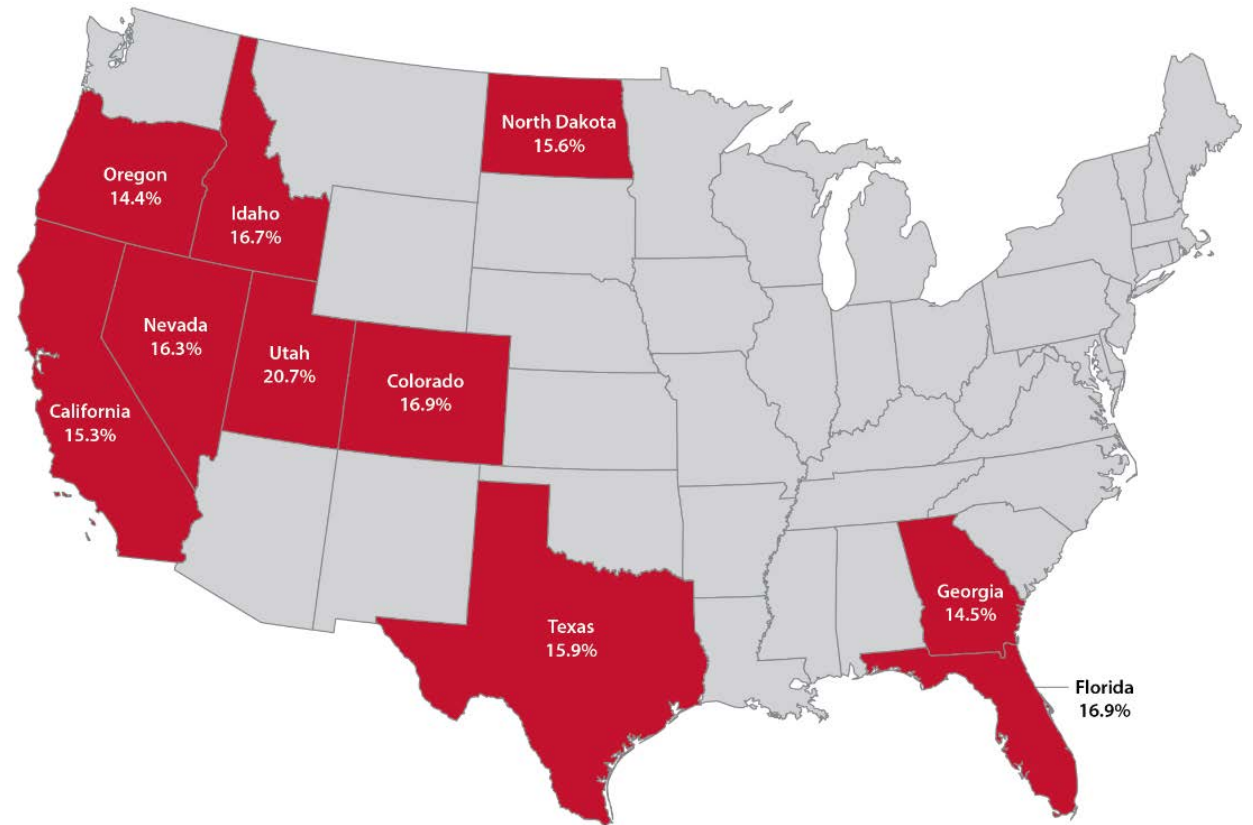 North Dakota
15.6%
Oregon
14.4%
Idaho
16.7%
Nevada
16.3%
Utah
20.7%
Colorado
16.9%
California
15.3%
Georgia
14.5%
Texas
15.9%
Florida
16.9%